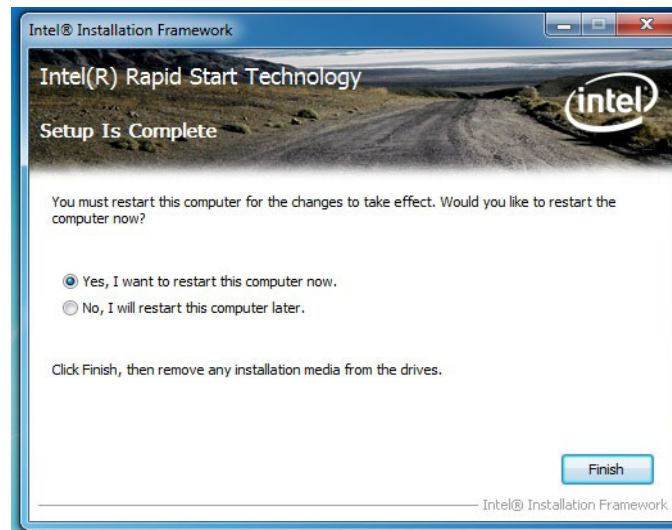 Intel® Installation Framework
Intel(R) Rapid Start Technology
intel
Setup Is Complete
You must restart this computer for the changes to take effect. Would you like to restart the
computer now?
Yes, I want to restart this computer now.
No, I will restart this computer later.
Click Finish, then remove any installation media from the drives.
Finish
Intel® Installation Framework